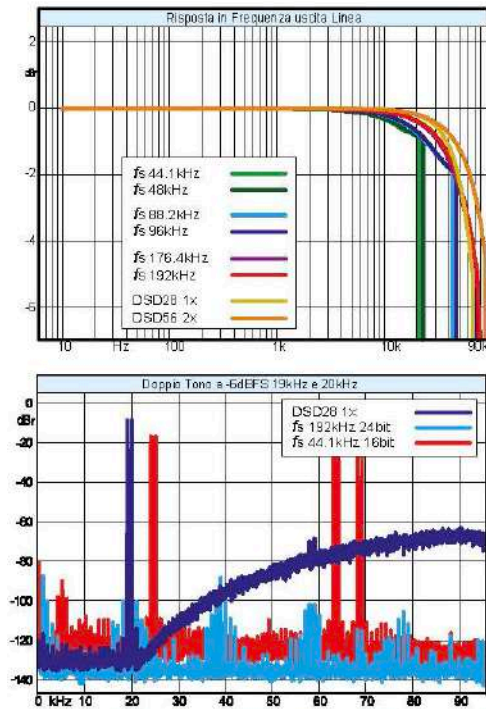 Risposta in Frequenza uscita Linea
2
dBr
0
-2
-4
fs 44.1kHz
fs 48kHz
fs 88.2kHz
fs 96kHz
fs 176.4kHz
fs 192kHz
DSD28 1x
DSD56 2x
10 Hz 100 1k 10k 90k
Doppio Tono a -6dBFS 19kHz e 20kHz
0
dBr
-20
-40
-60
-80
-100
-120
-140
DSD28 1x
fs 192kHz 24bit
fs 44.1kHz 16bit
0 kHz 10 20 30 40 50 60 70 80 90